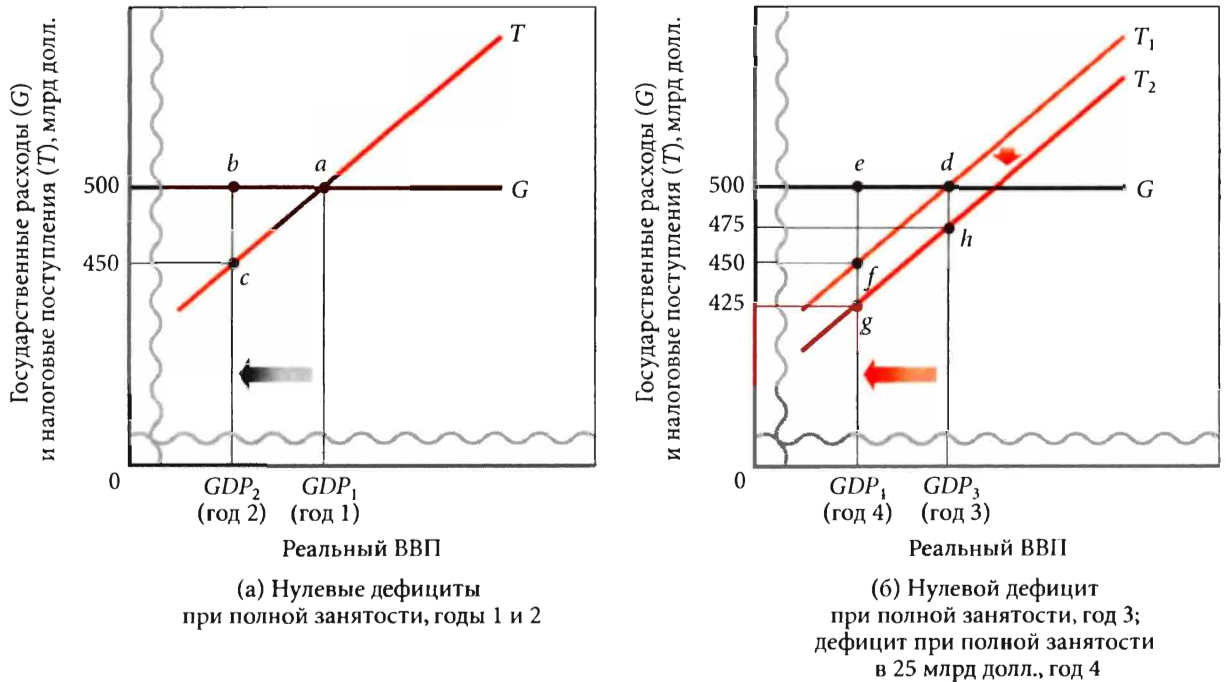 Государственные расходы (G)
и налоговые поступления (T), млрд долл.
500
450
0
b
a
c
T
G
GDP₂
(год 2)
GDP₁
(год 1)
Реальный ВВП
(а) Нулевые дефициты
при полной занятости, годы 1 и 2
Государственные расходы (G)
и налоговые поступления (T), млрд долл.
500
475
450
425
0
e
d
h
f
g
T₁
T₂
G
GDP₁
(год 4)
GDP₃
(год 3)
Реальный ВВП
(б) Нулевой дефицит
при полной занятости, год 3;
дефицит при полной занятости
в 25 млрд долл., год 4